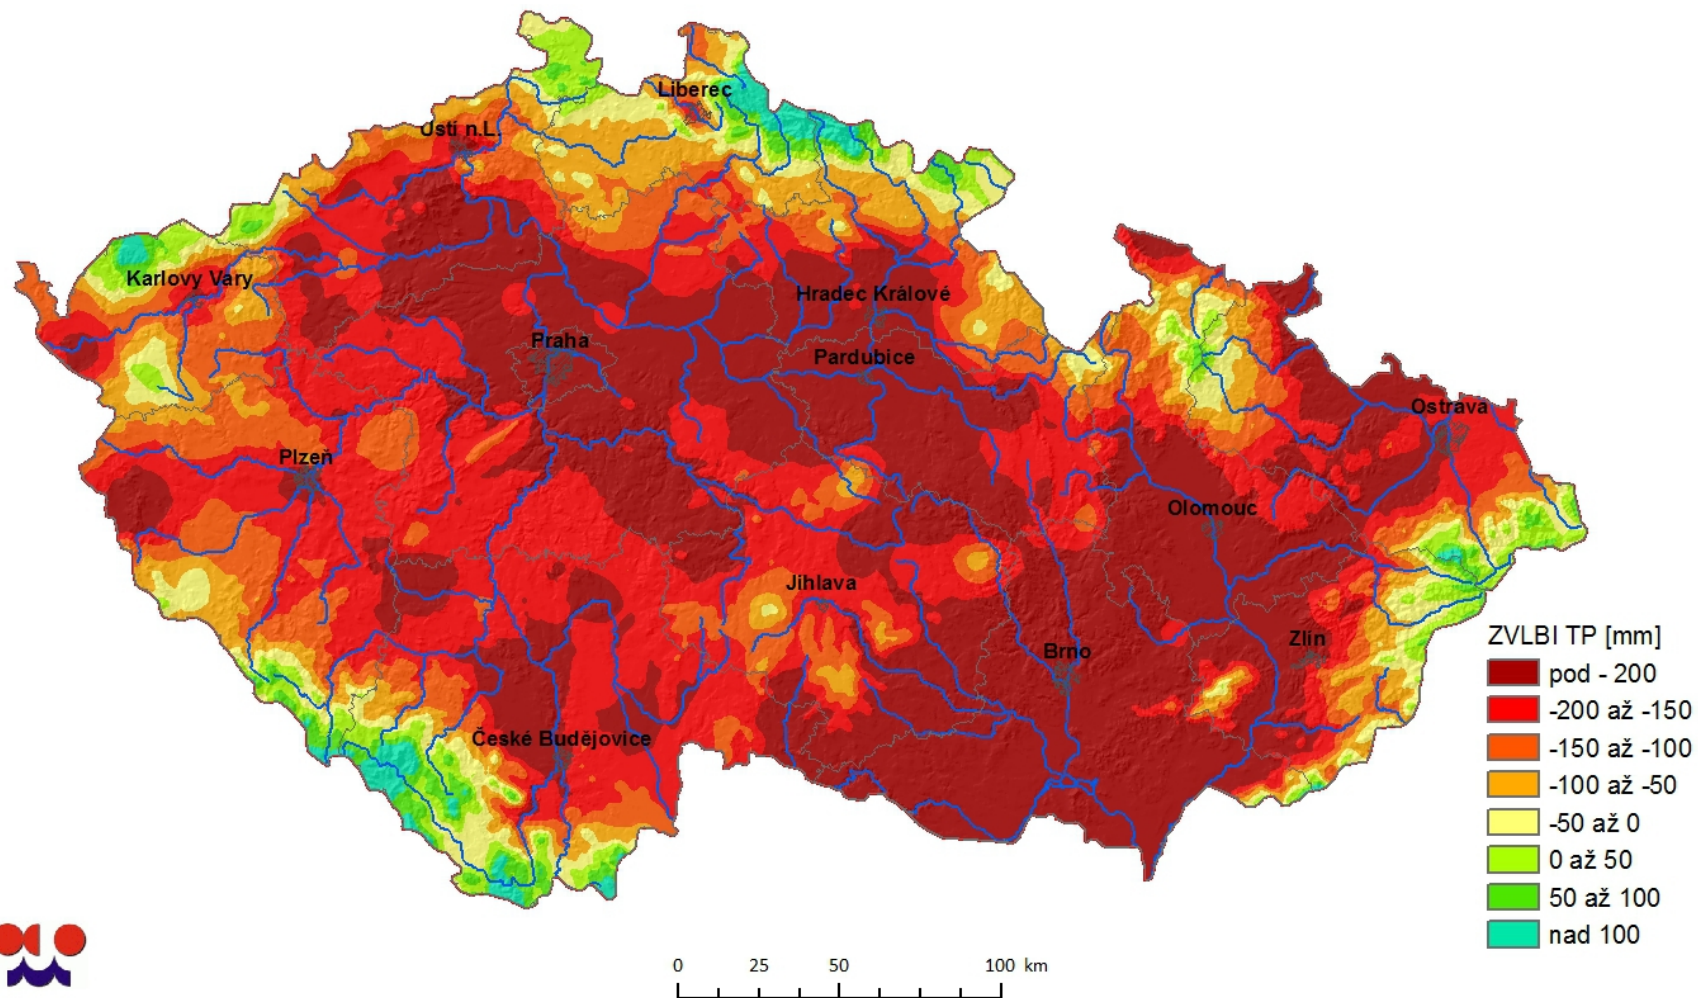 Liberec
Ústí n.L.
Karlovy Vary
Hradec Králové
Praha
Pardubice
Ostrava
Plzeň
Olomouc
Jihlava
Zlín
Brno
České Budějovice
ZVLBI TP [mm]
pod - 200
-200 až -150
-150 až -100
-100 až -50
-50 až 0
0 až 50
50 až 100
nad 100
0 25 50 100 km